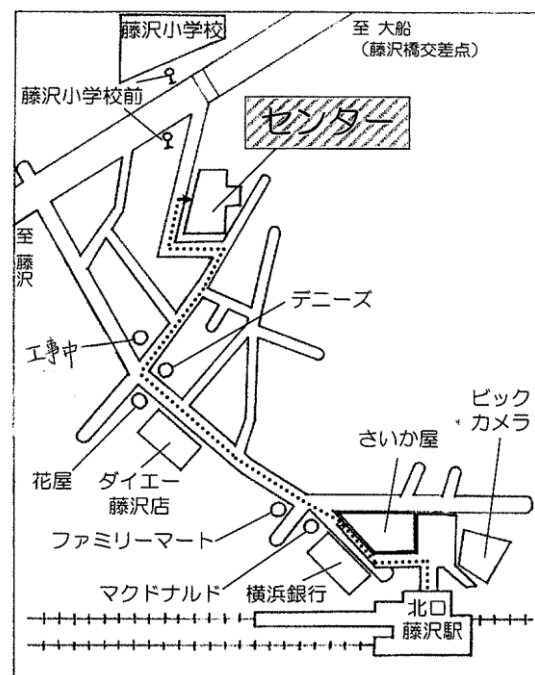 藤沢小学校
至 大船
(藤沢橋交差点)
藤沢小学校前
センター
至 藤沢
デニーズ
工事中
ビック
カメラ
さいか屋
花屋
ダイエー
藤沢店
ファミリーマート
マクドナルド
横浜銀行
北口
藤沢駅